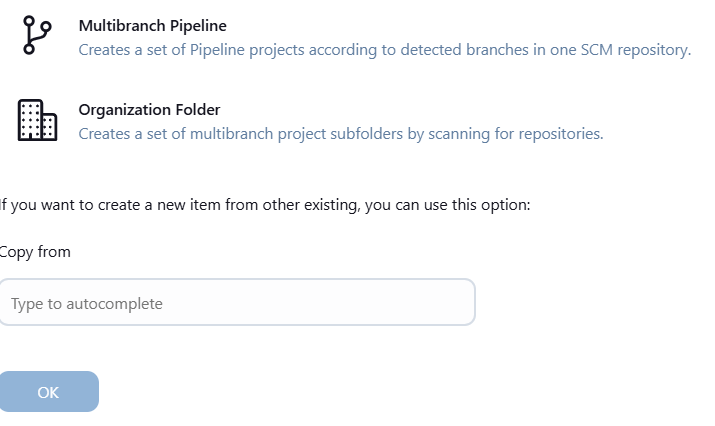 Multibranch Pipeline
Creates a set of Pipeline projects according to detected branches in one SCM repository.
Organization Folder
Creates a set of multibranch project subfolders by scanning for repositories.
If you want to create a new item from other existing, you can use this option:
Copy from
Type to autocomplete
OK